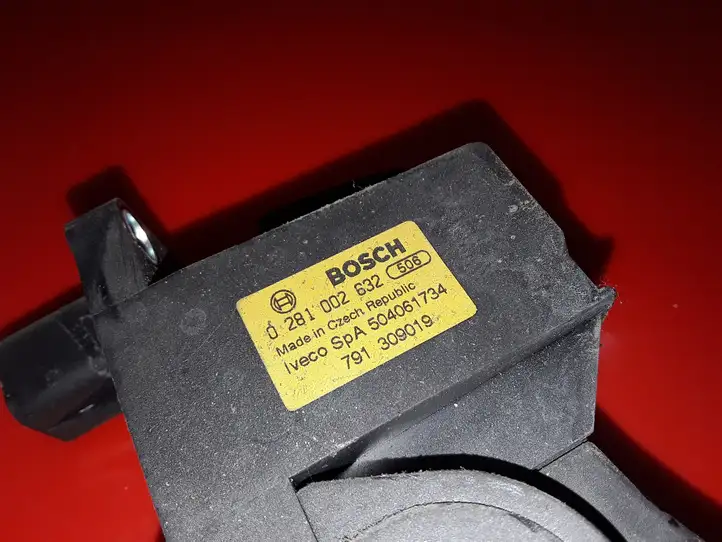 BOSCH
0 281 002 632 506
Made in Czech Republic
Iveco SpA 504061734
791 309019